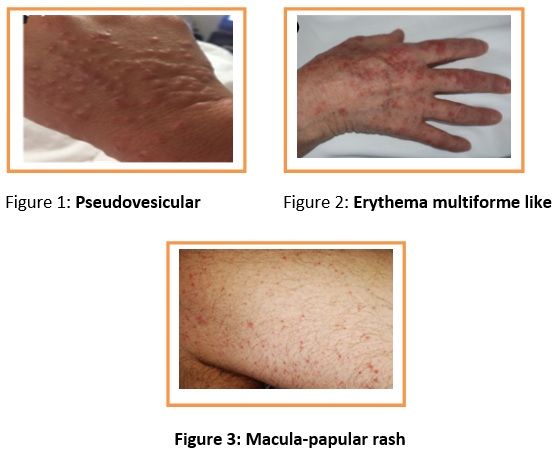 Figure 1: Pseudovesicular
Figure 2: Erythema multiforme like
Figure 3: Macula-papular rash